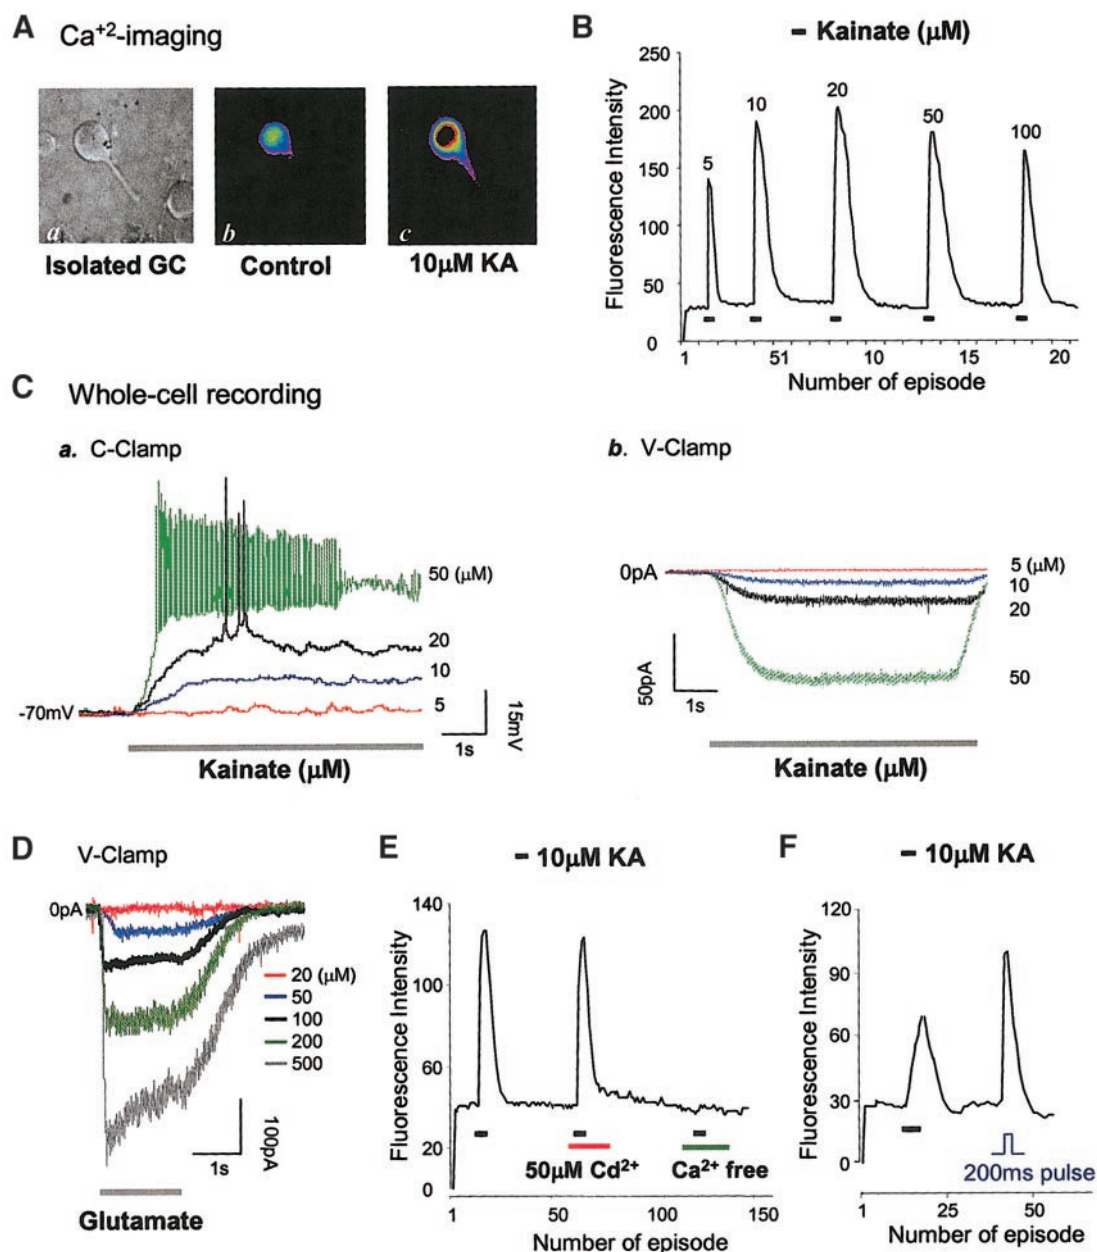 A Ca⁺²-imaging
a
b
c
Isolated GC
Control
10μM KA
B
Kainate (μM)
Fluorescence Intensity
250
200
150
100
50
0
5
10
20
50
100
1
51
10
15
20
Number of episode
C Whole-cell recording
a. C-Clamp
50 (μM)
20
10
5
-70mV
15mV
1s
Kainate (μM)
b. V-Clamp
0pA
5 (μM)
10
20
50
50pA
1s
Kainate (μM)
D V-Clamp
0pA
20 (μM)
50
100
200
500
100pA
1s
Glutamate
E
10μM KA
Fluorescence Intensity
140
100
60
20
0
50μM Cd²⁺
Ca²⁺ free
1
50
100
150
Number of episode
F
10μM KA
Fluorescence Intensity
120
90
60
30
0
200ms pulse
1
25
50
Number of episode